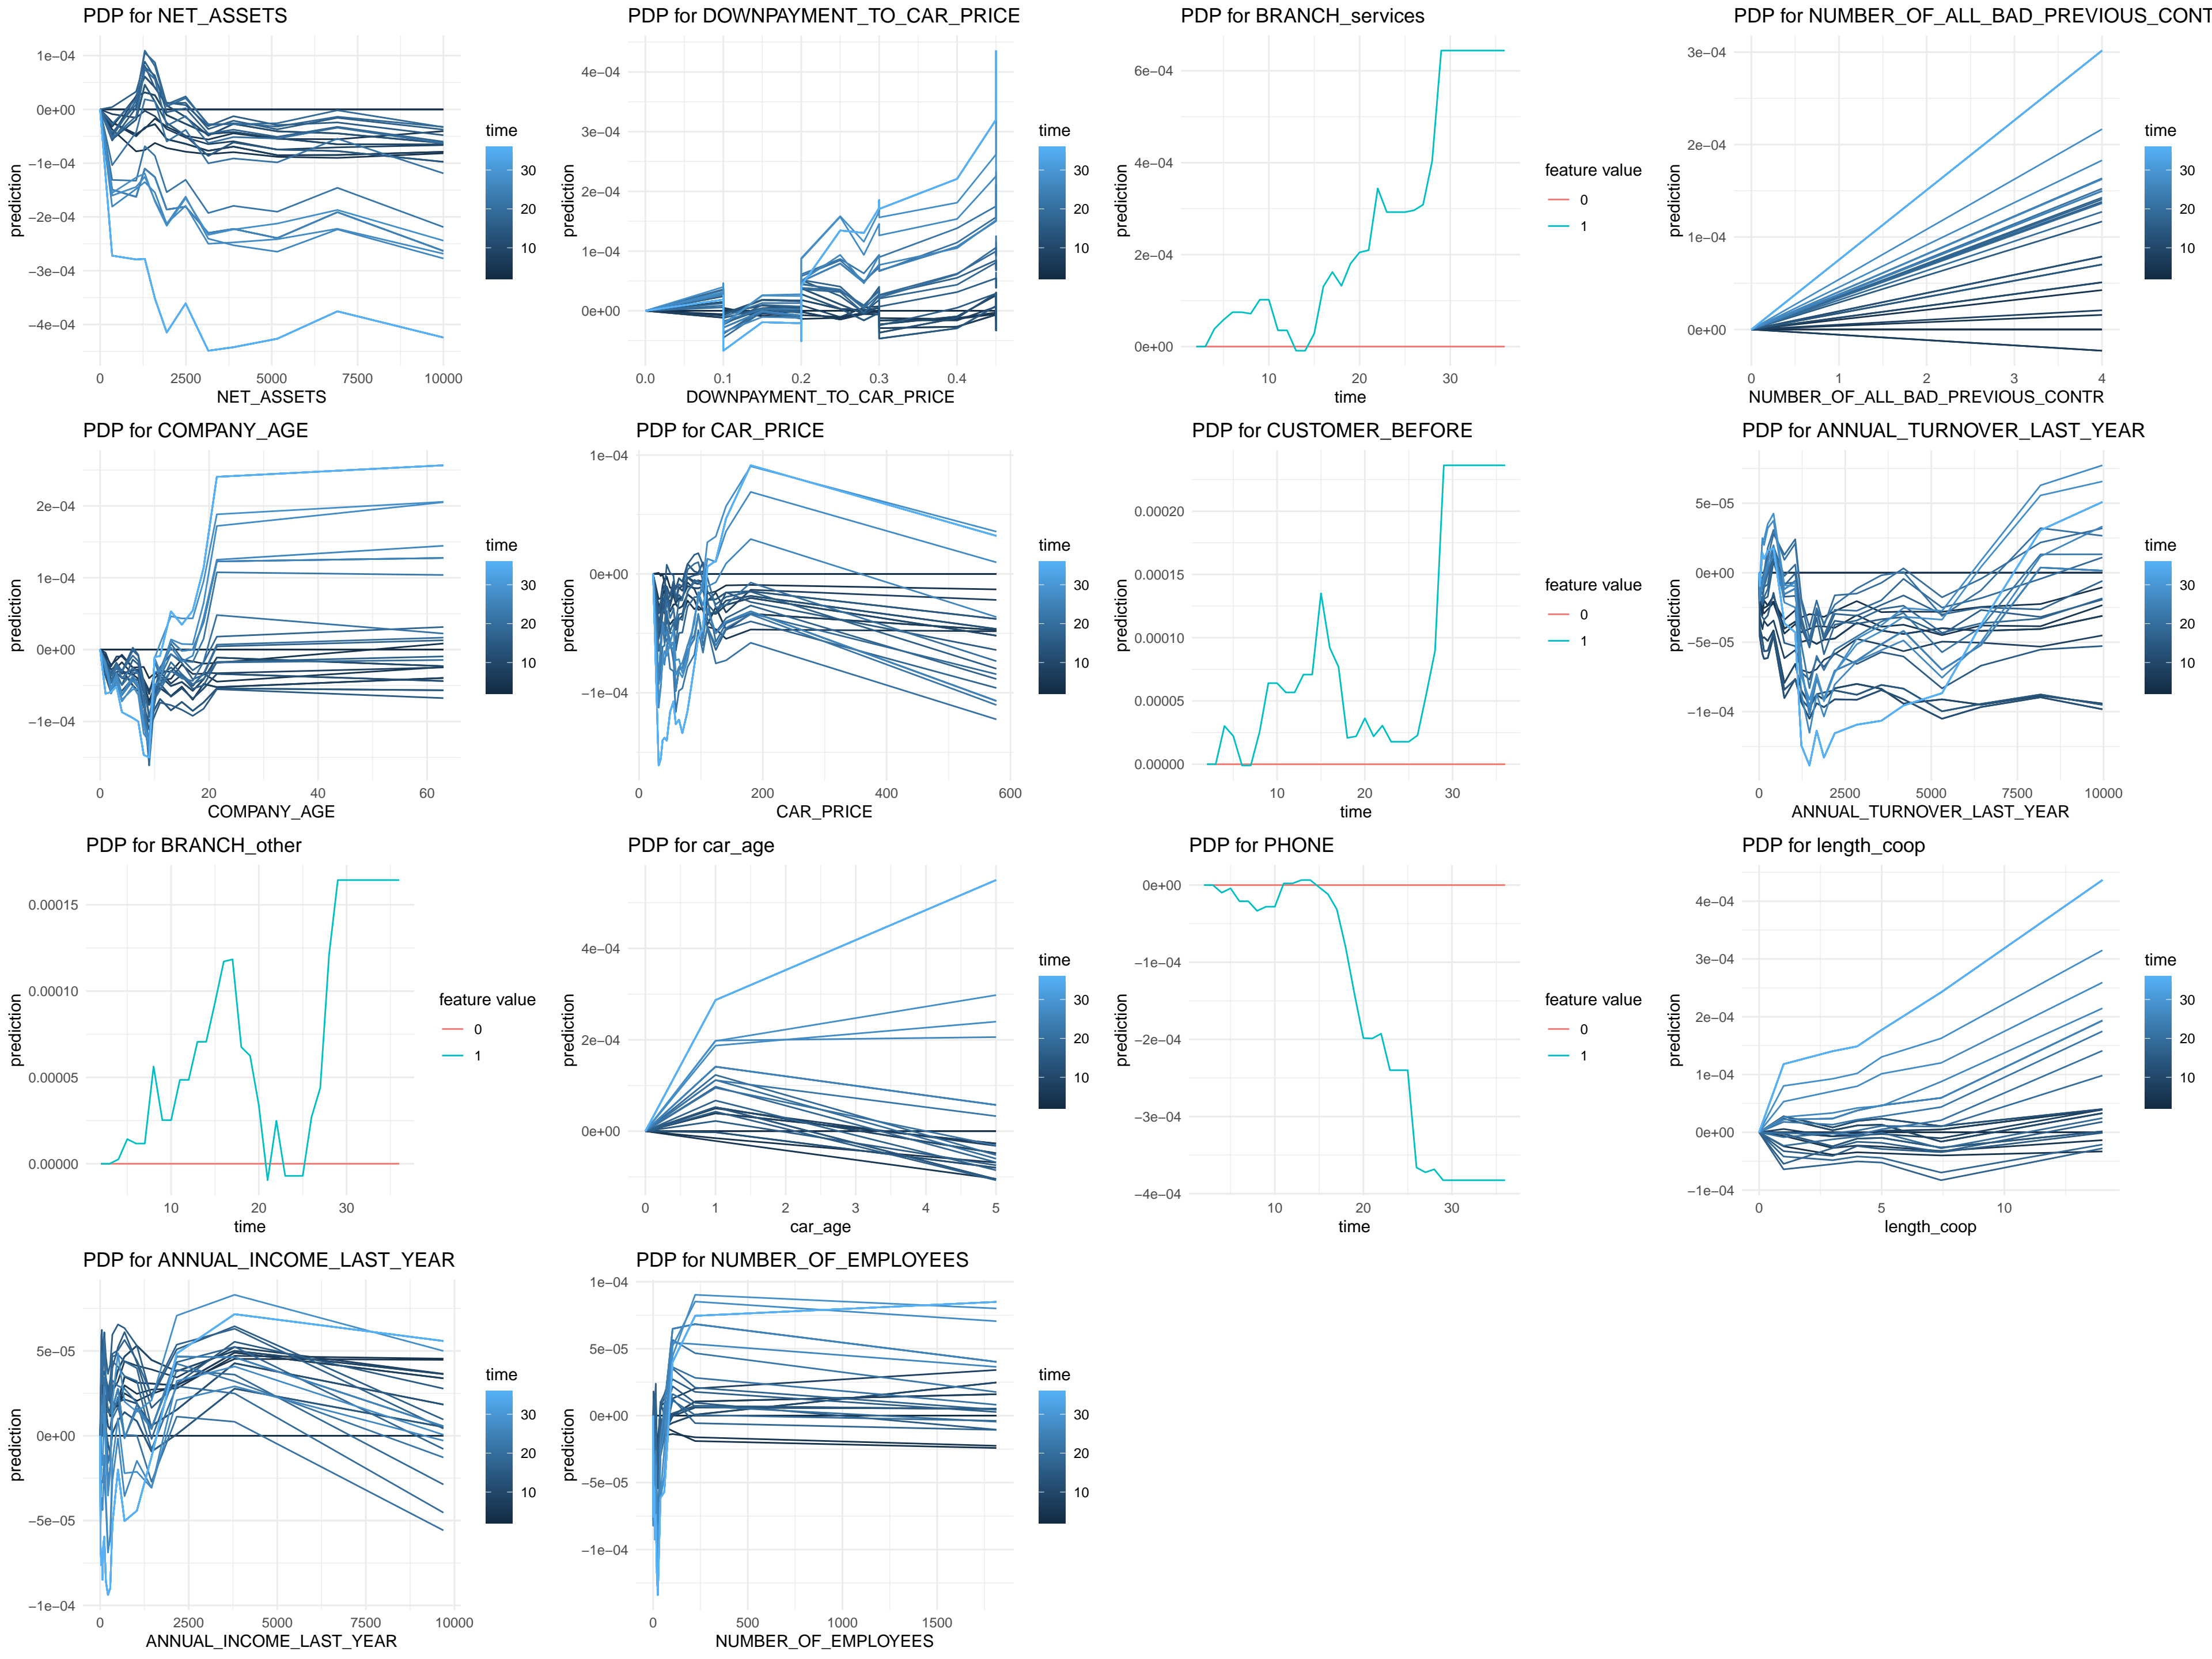 PDP for NET_ASSETS
1e−04
0e+00
−1e−04
−2e−04
−3e−04
−4e−04
prediction
0 2500 5000 7500 10000
NET_ASSETS
time
30
20
10
PDP for DOWNPAYMENT_TO_CAR_PRICE
4e−04
3e−04
2e−04
1e−04
0e+00
prediction
0.0 0.1 0.2 0.3 0.4
DOWNPAYMENT_TO_CAR_PRICE
time
30
20
10
PDP for BRANCH_services
6e−04
4e−04
2e−04
0e+00
prediction
10 20 30
time
feature value
0
1
PDP for NUMBER_OF_ALL_BAD_PREVIOUS_CONT
3e−04
2e−04
1e−04
0e+00
prediction
0 1 2 3 4
NUMBER_OF_ALL_BAD_PREVIOUS_CONTR
time
30
20
10
PDP for COMPANY_AGE
2e−04
1e−04
0e+00
−1e−04
prediction
0 20 40 60
COMPANY_AGE
time
30
20
10
PDP for CAR_PRICE
1e−04
0e+00
−1e−04
prediction
0 200 400 600
CAR_PRICE
time
30
20
10
PDP for CUSTOMER_BEFORE
0.00020
0.00015
0.00010
0.00005
0.00000
prediction
10 20 30
time
feature value
0
1
PDP for ANNUAL_TURNOVER_LAST_YEAR
5e−05
0e+00
−5e−05
−1e−04
prediction
0 2500 5000 7500 10000
ANNUAL_TURNOVER_LAST_YEAR
time
30
20
10
PDP for BRANCH_other
0.00015
0.00010
0.00005
0.00000
prediction
10 20 30
time
feature value
0
1
PDP for car_age
4e−04
2e−04
0e+00
prediction
0 1 2 3 4 5
car_age
time
30
20
10
PDP for PHONE
0e+00
−1e−04
−2e−04
−3e−04
−4e−04
prediction
10 20 30
time
feature value
0
1
PDP for length_coop
4e−04
3e−04
2e−04
1e−04
0e+00
−1e−04
prediction
0 5 10
length_coop
time
30
20
10
PDP for ANNUAL_INCOME_LAST_YEAR
5e−05
0e+00
−5e−05
−1e−04
prediction
0 2500 5000 7500 10000
ANNUAL_INCOME_LAST_YEAR
time
30
20
10
PDP for NUMBER_OF_EMPLOYEES
1e−04
5e−05
0e+00
−5e−05
−1e−04
prediction
0 500 1000 1500
NUMBER_OF_EMPLOYEES
time
30
20
10